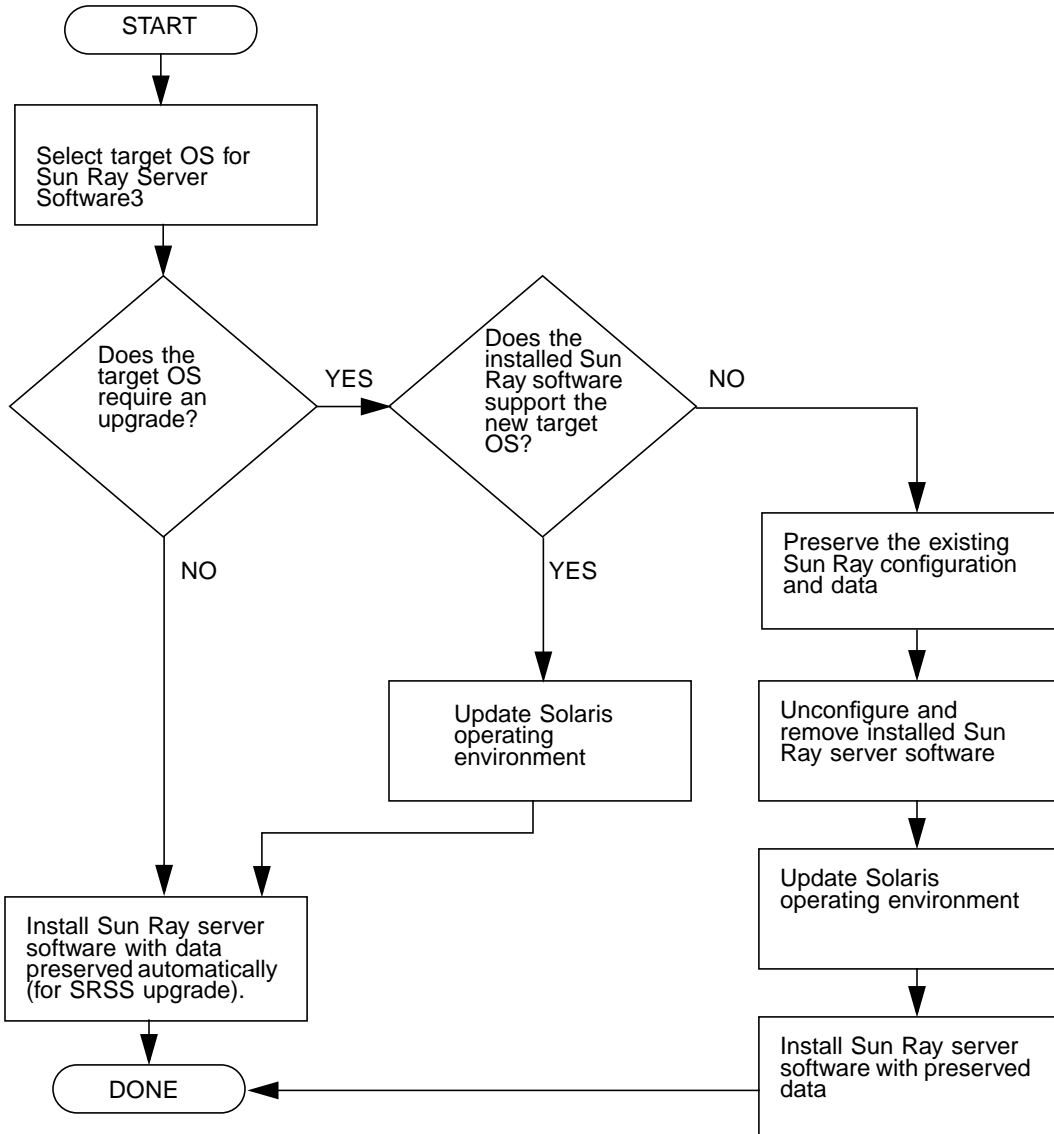 START
Select target OS for
Sun Ray Server
Software3
Does the
target OS
require an
upgrade?
YES
Does the
installed Sun
Ray software
support the
new target
OS?
NO
NO
YES
Preserve the existing
Sun Ray configuration
and data
Update Solaris
operating
environment
Unconfigure and
remove installed Sun
Ray server software
Update Solaris
operating environment
Install Sun Ray server
software with data
preserved automatically
(for SRSS upgrade).
Install Sun Ray server
software with preserved
data
DONE